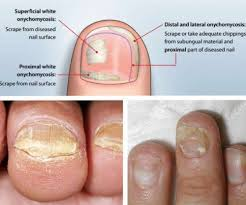 Superficial white
onychomycosis:
Scrape from diseased
nail surface
Proximal white
onychomycosis:
Scrape from diseased
nail surface
Distal and lateral onychomycosis:
Scrape or take adequate chippings
from subungual material and
proximal part of diseased nail